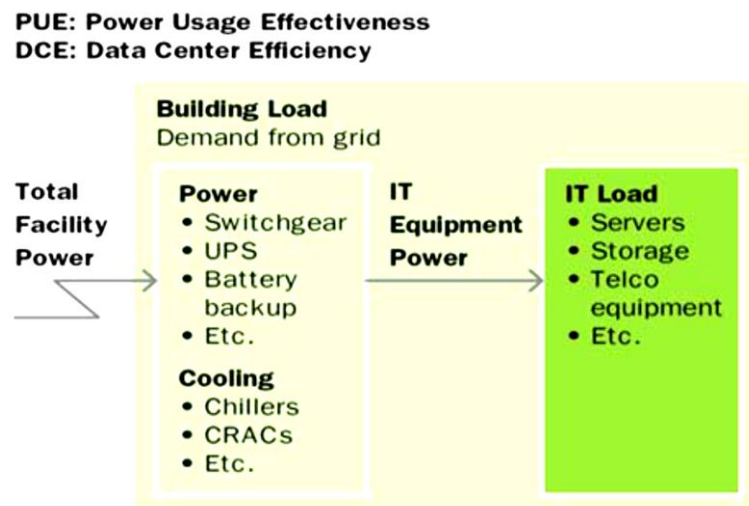 PUE: Power Usage Effectiveness
DCE: Data Center Efficiency
Building Load
Demand from grid
Total
Facility
Power
Power
• Switchgear
• UPS
• Battery
backup
• Etc.
Cooling
• Chillers
• CRACs
• Etc.
IT
Equipment
Power
IT Load
• Servers
• Storage
• Telco
equipment
• Etc.